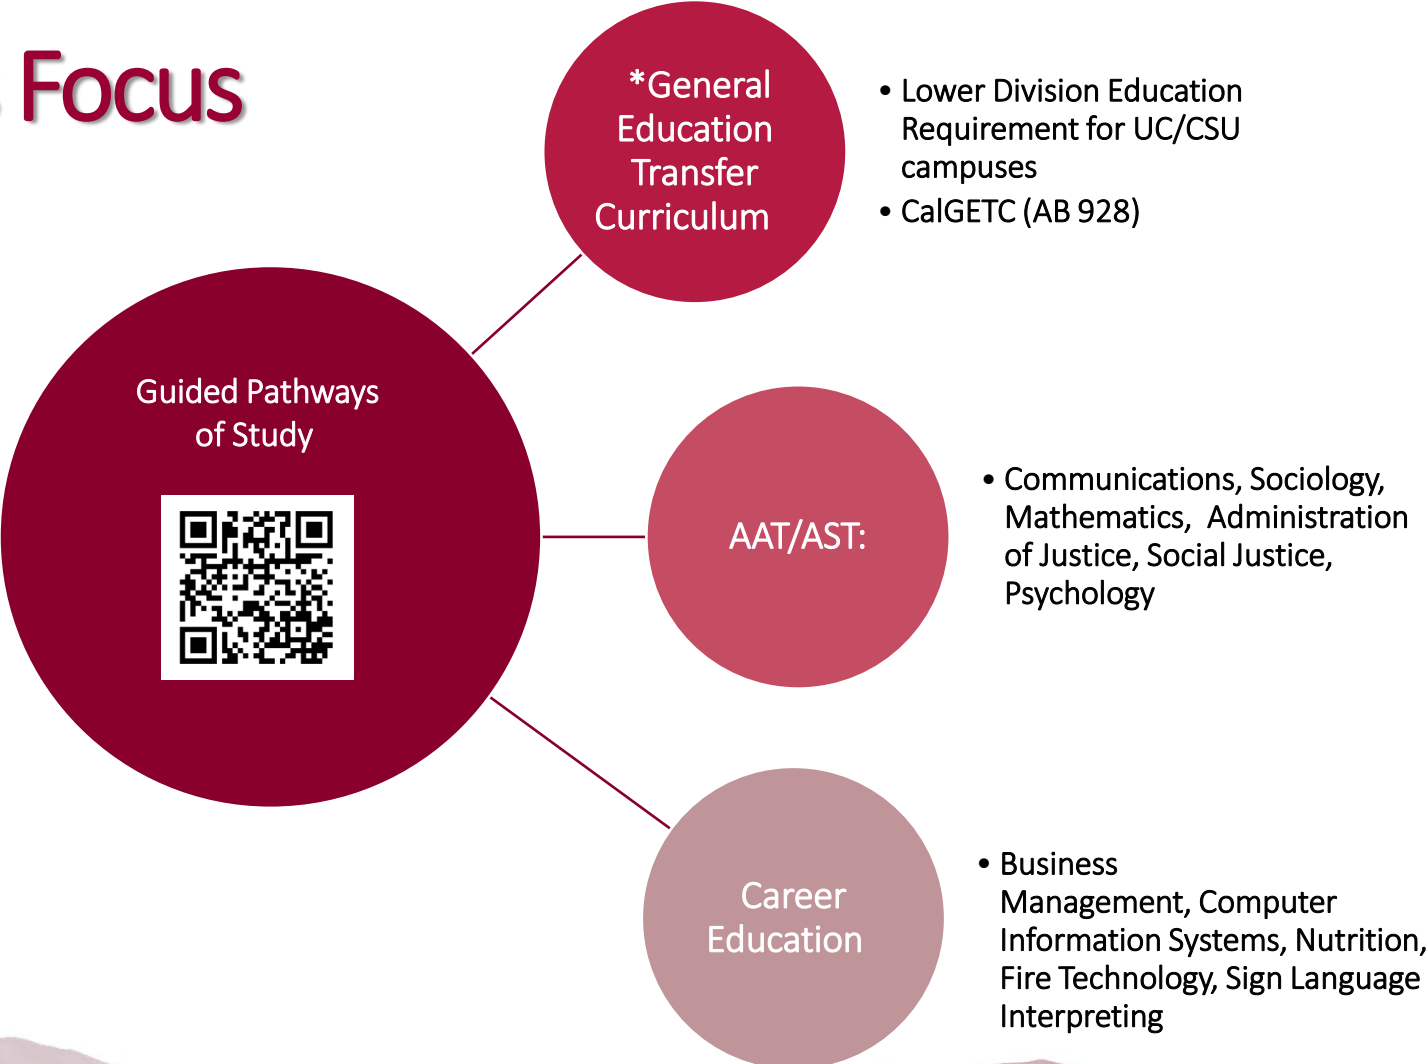 Focus
*General
Education
Transfer
Curriculum
• Lower Division Education
Requirement for UC/CSU
campuses
• CalGETC (AB 928)
Guided Pathways
of Study
AAT/AST:
• Communications, Sociology,
Mathematics, Administration
of Justice, Social Justice,
Psychology
Career
Education
• Business
Management, Computer
Information Systems, Nutrition,
Fire Technology, Sign Language
Interpreting